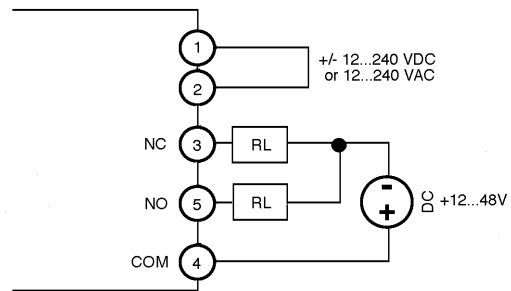 1
+/- 12...240 VDC
or 12...240 VAC
2
NC
3
RL
NO
5
RL
-
+
DC
+12...48V
COM
4